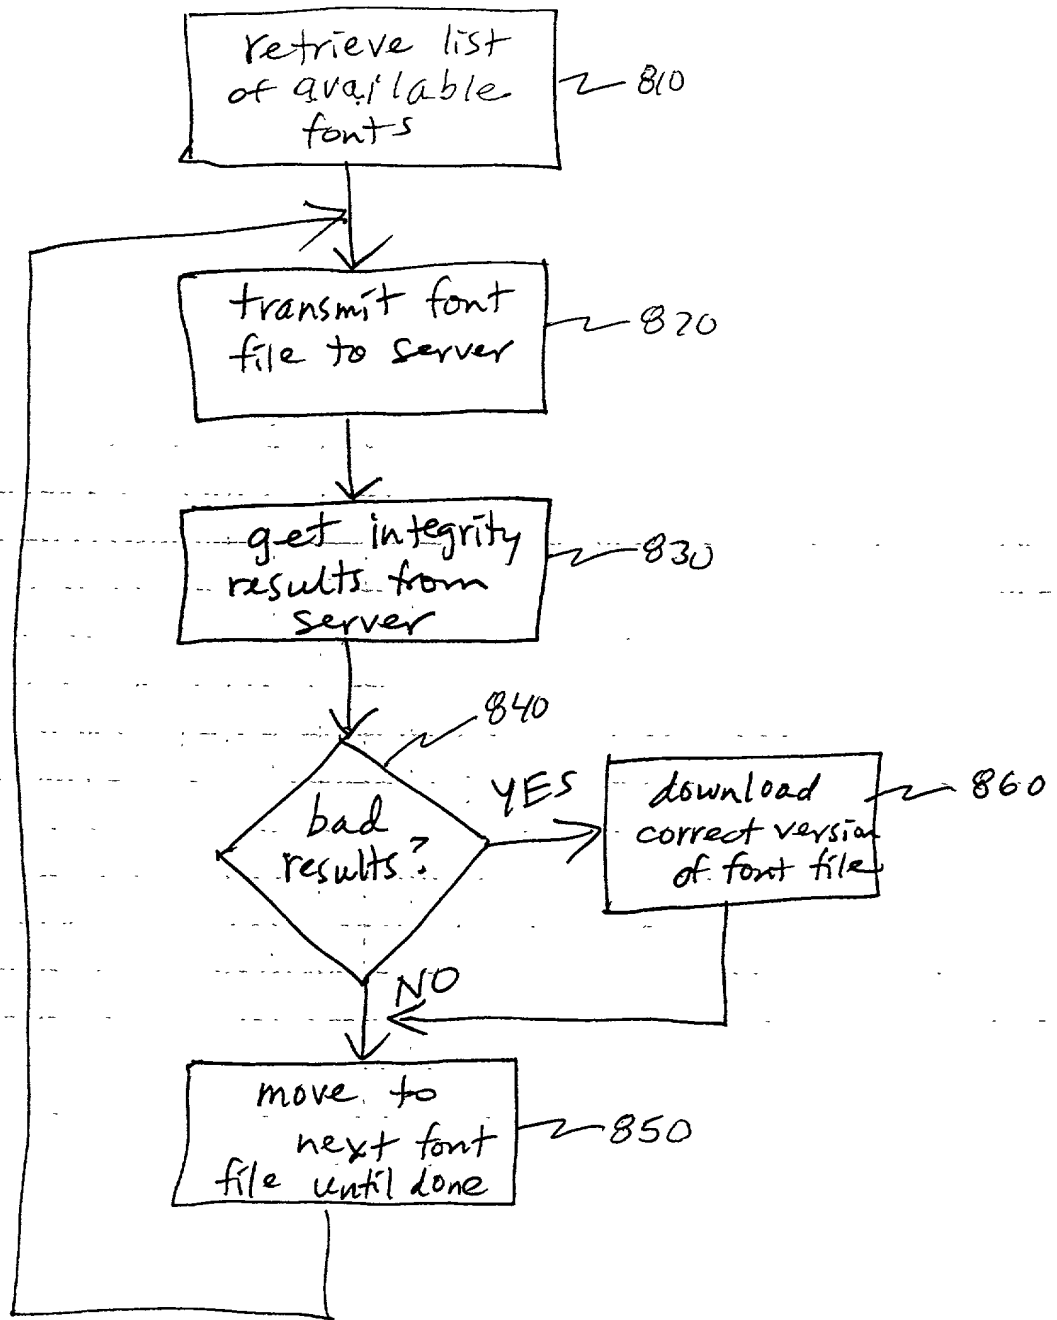 retrieve list
of available
fonts
810
transmit font
file to server
820
get integrity
results from
server
830
840
bad
results?
YES
download
correct version
of font file
860
NO
move to
next font
file until done
850